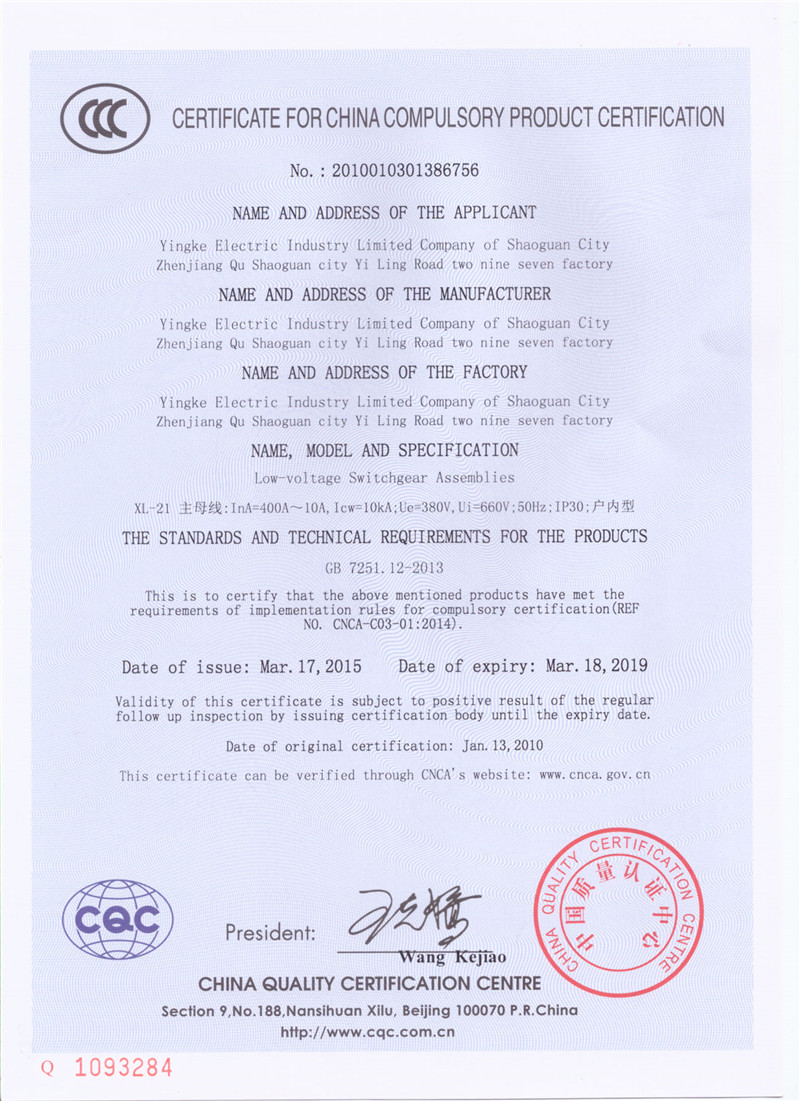 CCC
CERTIFICATE FOR CHINA COMPULSORY PRODUCT CERTIFICATION
No. : 2010010301386756
NAME AND ADDRESS OF THE APPLICANT
Yingke Electric Industry Limited Company of Shaoguan City
Zhenjiang Qu Shaoguan city Yi Ling Road two nine seven factory
NAME AND ADDRESS OF THE MANUFACTURER
Yingke Electric Industry Limited Company of Shaoguan City
Zhenjiang Qu Shaoguan city Yi Ling Road two nine seven factory
NAME AND ADDRESS OF THE FACTORY
Yingke Electric Industry Limited Company of Shaoguan City
Zhenjiang Qu Shaoguan city Yi Ling Road two nine seven factory
NAME, MODEL AND SPECIFICATION
Low-voltage Switchgear Assemblies
XL-21 主母线:InA=400A～10A,Icw=10kA;Ue=380V,Ui=660V;50Hz;IP30;户内型
THE STANDARDS AND TECHNICAL REQUIREMENTS FOR THE PRODUCTS
GB 7251.12-2013
This is to certify that the above mentioned products have met the
requirements of implementation rules for compulsory certification(REF
NO. CNCA-C03-01:2014).
Date of issue: Mar.17,2015 Date of expiry: Mar.18,2019
Validity of this certificate is subject to positive result of the regular
follow up inspection by issuing certification body until the expiry date.
Date of original certification: Jan.13,2010
This certificate can be verified through CNCA's website: www.cnca.gov.cn
CHINA QUALITY CERTIFICATION CENTRE
中国质量认证中心
CQC
President:
Wang Kejiao
CHINA QUALITY CERTIFICATION CENTRE
Section 9,No.188,Nansihuan Xilu, Beijing 100070 P.R.China
http://www.cqc.com.cn
Q 1093284